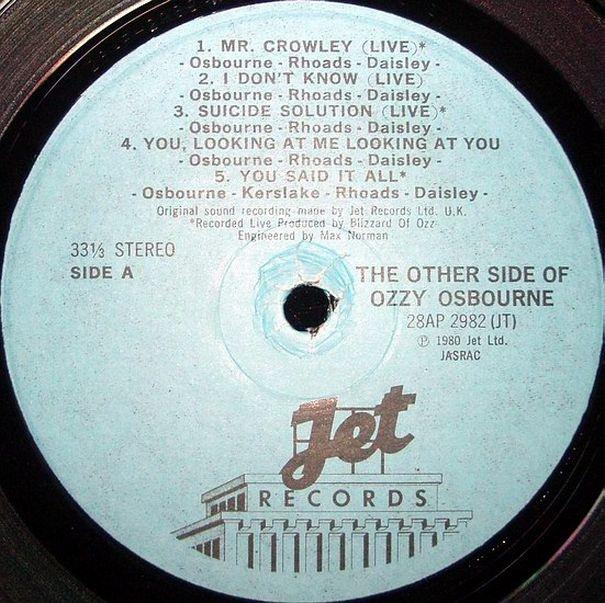 1. MR. CROWLEY (LIVE)*
- Osbourne - Rhoads - Daisley -
2. I DON'T KNOW (LIVE)
- Osbourne - Rhoads - Daisley -
3. SUICIDE SOLUTION (LIVE)*
- Osbourne - Rhoads - Daisley -
4. YOU, LOOKING AT ME LOOKING AT YOU
- Osbourne - Rhoads - Daisley -
5. YOU SAID IT ALL*
- Osbourne - Kerslake - Rhoads - Daisley -
Original sound recording made by Jet Records Ltd. U.K.
*Recorded Live Produced by Blizzard Of Ozz
Engineered by Max Norman
33⅓ STEREO
SIDE A
THE OTHER SIDE OF
OZZY OSBOURNE
28AP 2982 (JT)
℗ 1980 Jet Ltd.
JASRAC
Jet
RECORDS